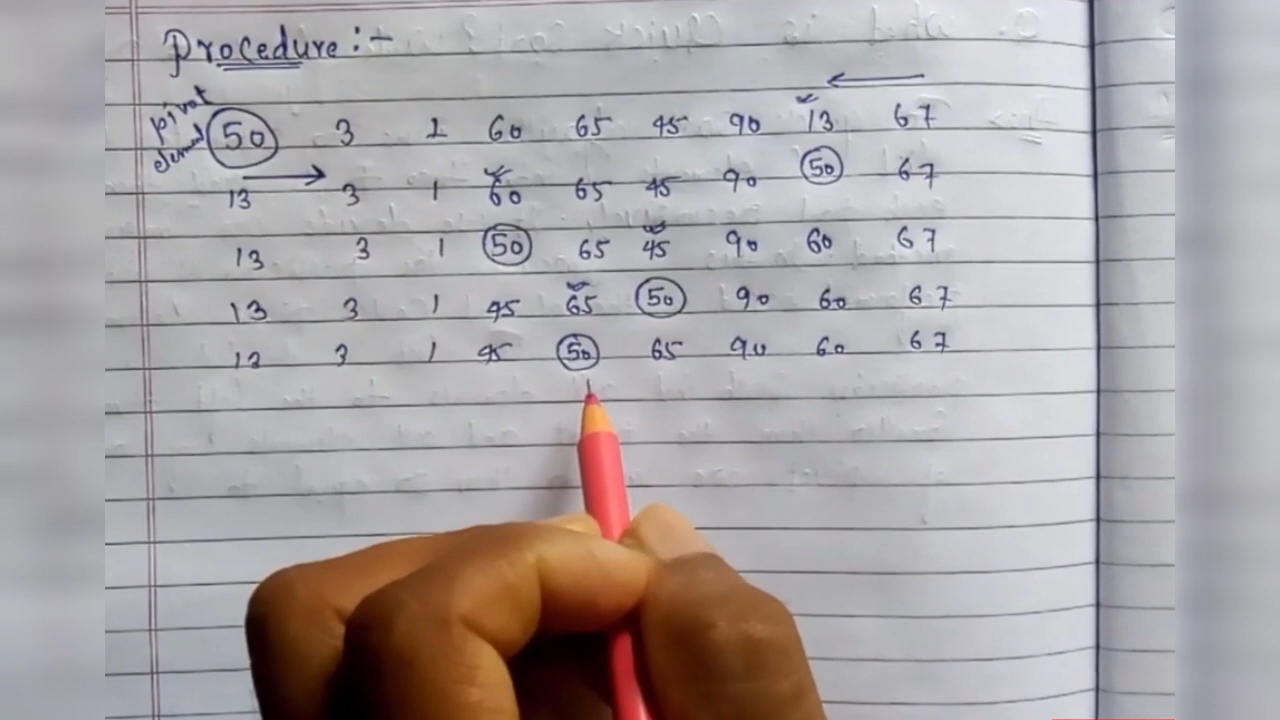 Procedure :-
pivot element
50 3 1 60 65 45 90 13 67
13 3 1 60 65 45 90 50 67
13 3 1 50 65 45 90 60 67
13 3 1 45 65 50 90 60 67
13 3 1 45 50 65 90 60 67